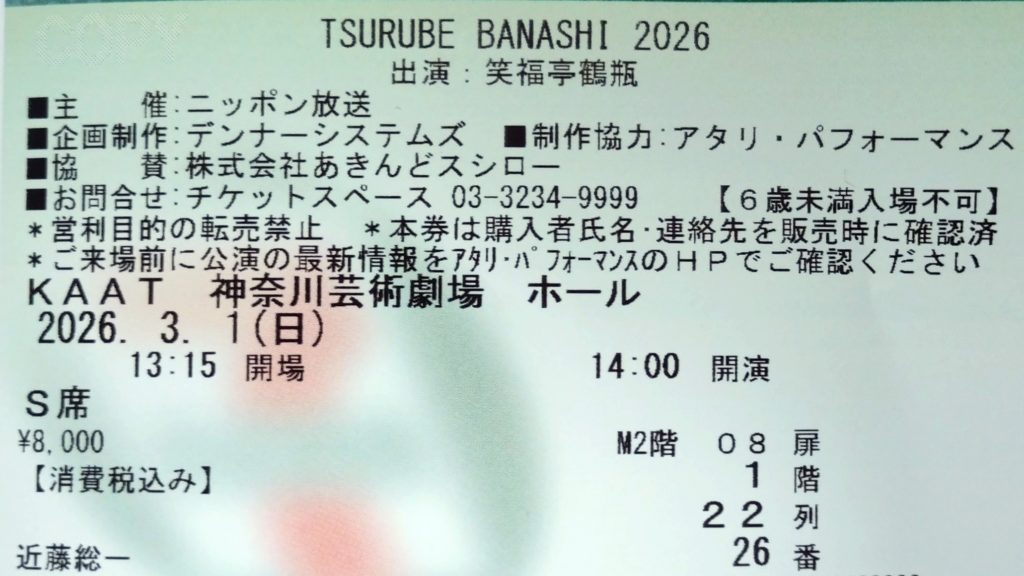 COPY
TSURUBE BANASHI 2026
出演：笑福亭鶴瓶
■主　　催：ニッポン放送
■企画制作：デンナーシステムズ　■制作協力：アタリ・パフォーマンス
■協　　賛：株式会社あきんどスシロー
■お問合せ：チケットスペース 03-3234-9999　【６歳未満入場不可】
＊営利目的の転売禁止　＊本券は購入者氏名・連絡先を販売時に確認済
＊ご来場前に公演の最新情報をｱﾀﾘ･ﾊﾟﾌｫｰﾏﾝｽのＨＰでご確認ください
ＫＡＡＴ　神奈川芸術劇場　ホール
2026. 3. 1(日)
13:15 開場　14:00 開演
Ｓ席
¥8,000　M2階　０８ 扉
【消費税込み】　1 階
２２ 列
近藤総一　26 番